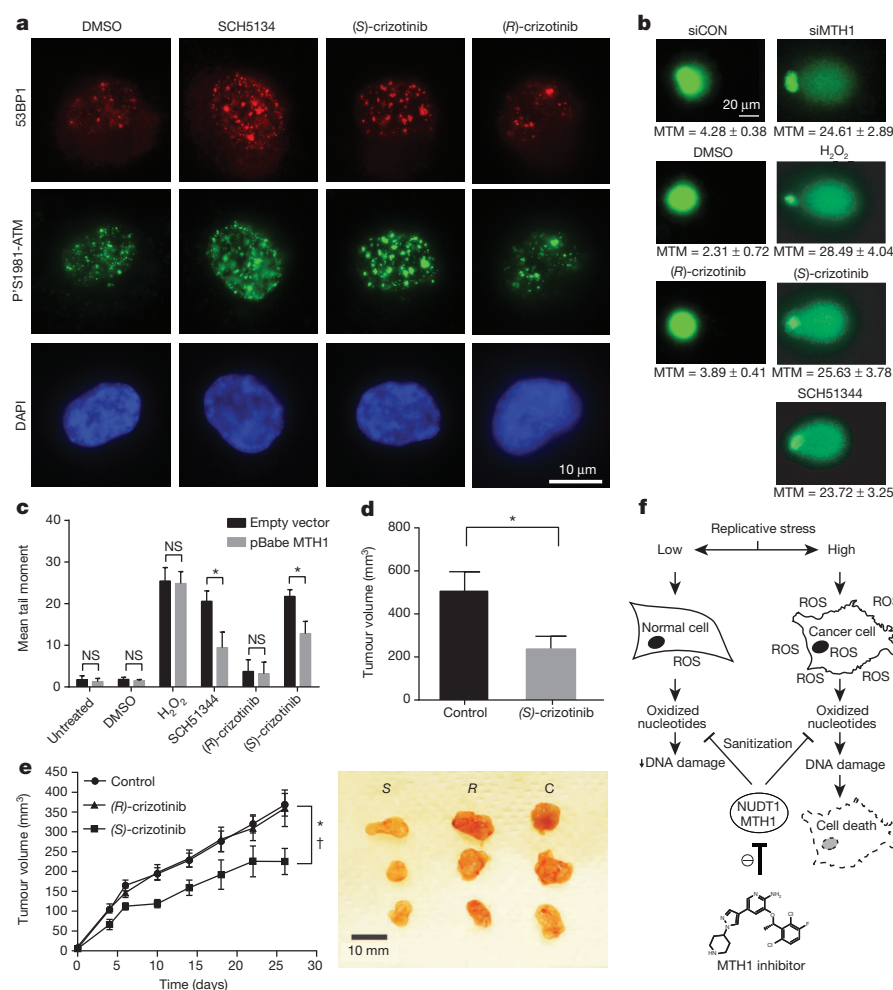 a
DMSO
SCH5134
(S)-crizotinib
(R)-crizotinib
53BP1
P'S1981-ATM
DAPI
10 μm
b
siCON
siMTH1
20 μm
MTM = 4.28 ± 0.38
MTM = 24.61 ± 2.89
DMSO
H2O2
MTM = 2.31 ± 0.72
MTM = 28.49 ± 4.04
(R)-crizotinib
(S)-crizotinib
MTM = 3.89 ± 0.41
MTM = 25.63 ± 3.78
SCH51344
MTM = 23.72 ± 3.25
c
Mean tail moment
40
30
20
10
0
Empty vector
pBabe MTH1
NS
NS
NS
*
NS
*
Untreated
DMSO
H2O2
SCH51344
(R)-crizotinib
(S)-crizotinib
d
Tumour volume (mm3)
800
600
400
200
0
*
Control
(S)-crizotinib
e
Tumour volume (mm3)
450
400
350
300
250
200
150
100
50
0
Control
(R)-crizotinib
(S)-crizotinib
*
†
0
5
10
15
20
25
30
Time (days)
S
R
C
10 mm
f
Replicative stress
Low
High
ROS
ROS
ROS
Normal cell
Cancer cell
ROS
ROS
ROS
ROS
ROS
Oxidized
nucleotides
Oxidized
nucleotides
Sanitization
DNA damage
DNA damage
NUDT1
MTH1
Cell death
N
NH2
N
N
O
Cl
F
Cl
N
HN
MTH1 inhibitor